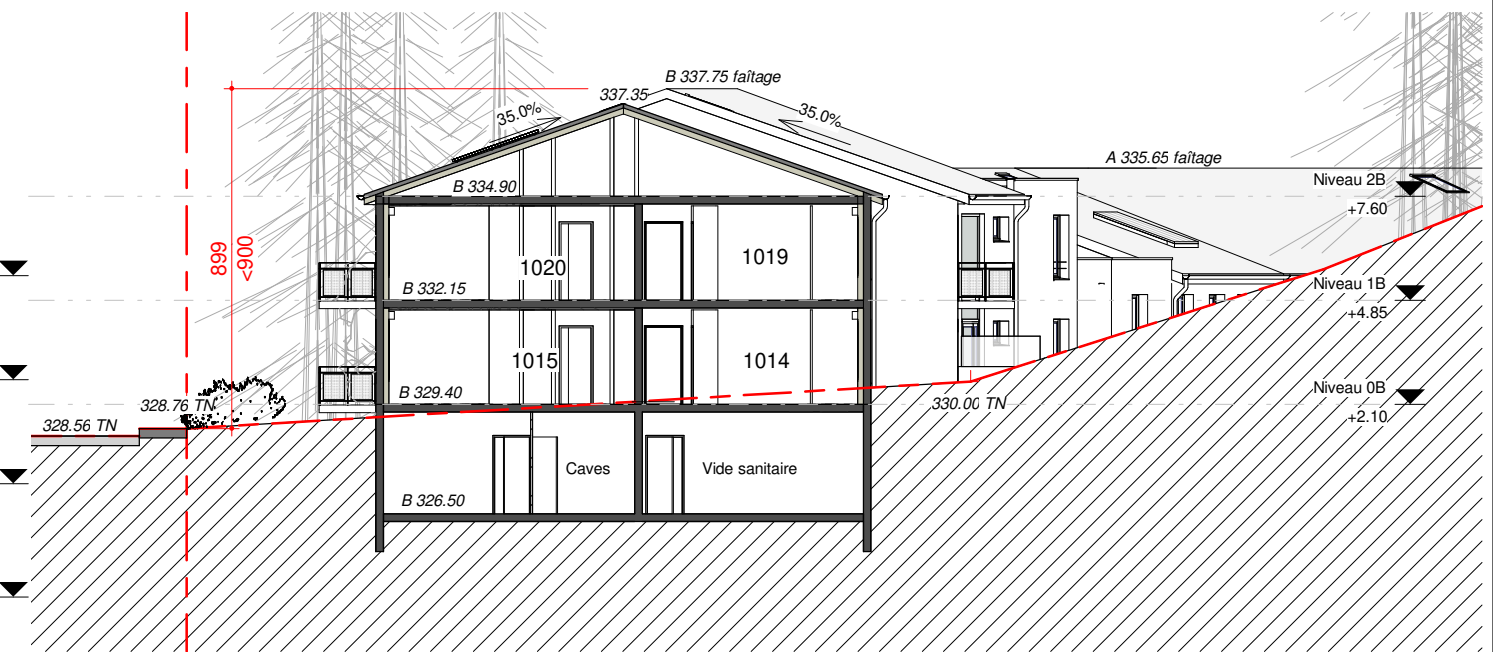 B 337.75 faîtage
337.35
35.0%
35.0%
A 335.65 faîtage
Niveau 2B
+7.60
B 334.90
899
<900
1020
1019
B 332.15
Niveau 1B
+4.85
1015
1014
B 329.40
Niveau 0B
+2.10
328.76 TN
330.00 TN
328.56 TN
Caves
Vide sanitaire
B 326.50